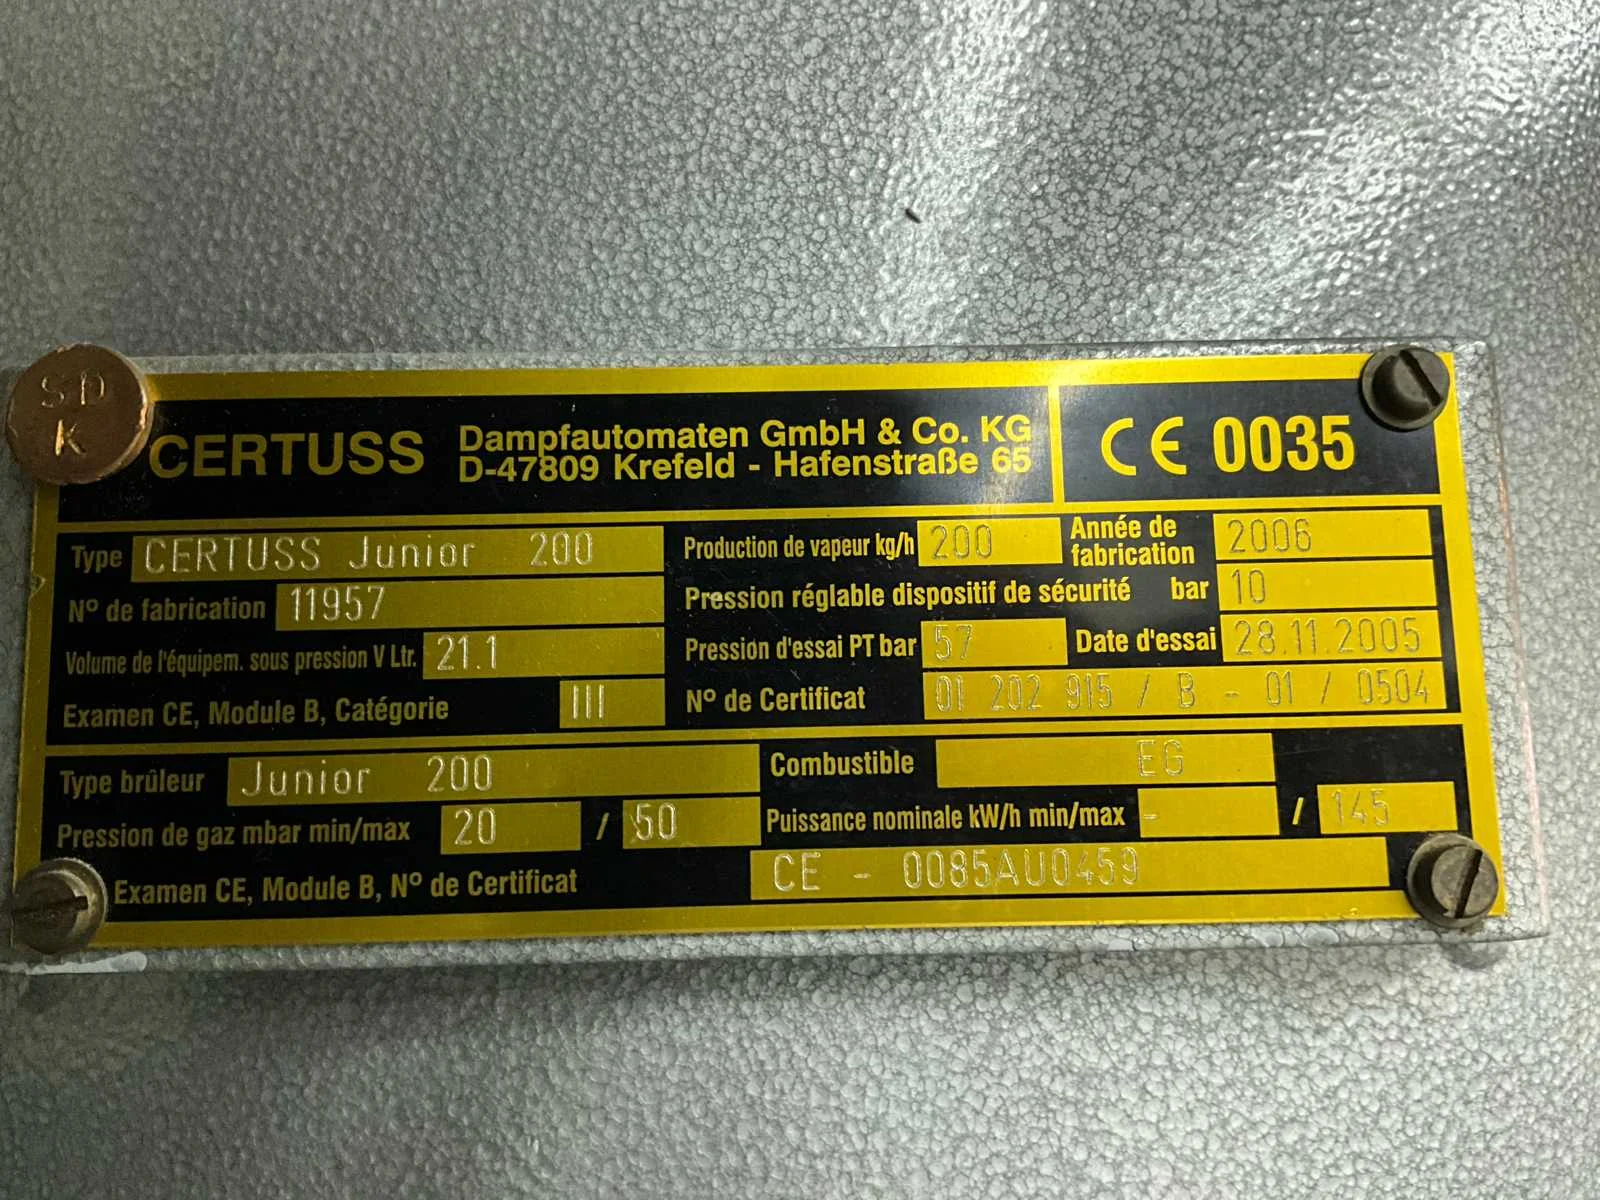 SD
K
CERTUSS Dampfautomaten GmbH & Co. KG
D-47809 Krefeld - Hafenstraße 65
CE 0035
Type CERTUSS Junior 200
Production de vapeur kg/h 200
Année de fabrication 2006
N° de fabrication 11957
Pression réglable dispositif de sécurité bar 10
Volume de l'équipem. sous pression V Ltr. 21.1
Pression d'essai PT bar 57
Date d'essai 28.11.2005
Examen CE, Module B, Catégorie III
N° de Certificat 01 202 915 / B - 01 / 0504
Type brûleur Junior 200
Combustible EG
Pression de gaz mbar min/max 20 / 50
Puissance nominale kW/h min/max - / 145
Examen CE, Module B, N° de Certificat CE - 0085AU0459